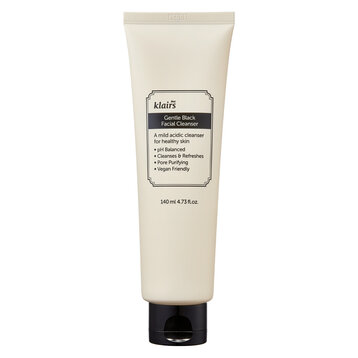 klairs
Gentle Black
Facial Cleanser
A mild acidic cleanser
for healthy skin
• pH Balanced
• Cleanses & Refreshes
• Pore Purifying
• Vegan Friendly
140 ml 4.73 fl.oz.